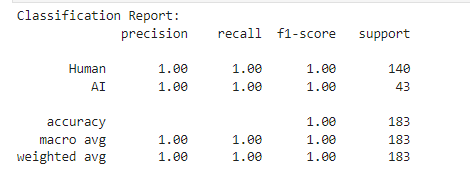 Classification Report:
precision recall f1-score support
Human 1.00 1.00 1.00 140
AI 1.00 1.00 1.00 43
accuracy 1.00 183
macro avg 1.00 1.00 1.00 183
weighted avg 1.00 1.00 1.00 183